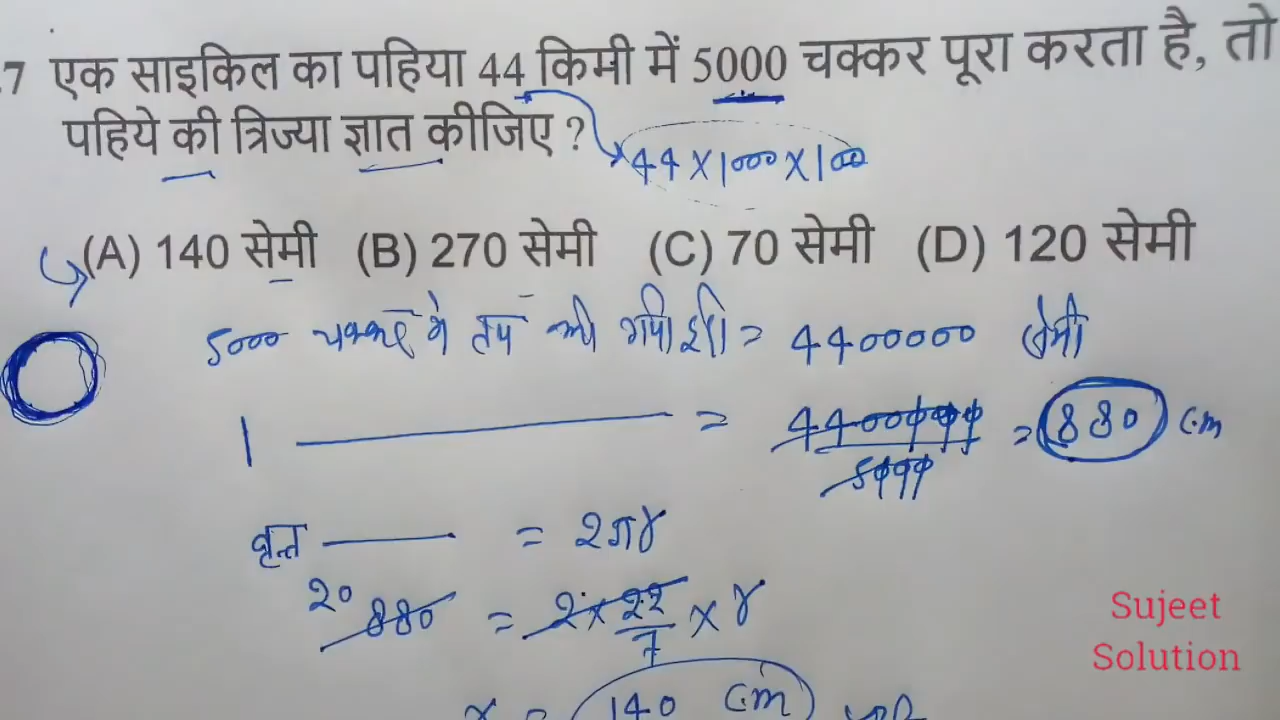 .7 एक साइकिल का पहिया 44 किमी में 5000 चक्कर पूरा करता है, तो
पहिये की त्रिज्या ज्ञात कीजिए ?
44 x 1000 x 100
(A) 140 सेमी (B) 270 सेमी (C) 70 सेमी (D) 120 सेमी
5000 चक्कर में तय की गयी दूरी = 4400000 सेमी
1 = 4400000 / 5000 = 880 cm
वृत्त = 2πr
20 880 = 2 x 22/7 x r
Sujeet
Solution
= 140 cm